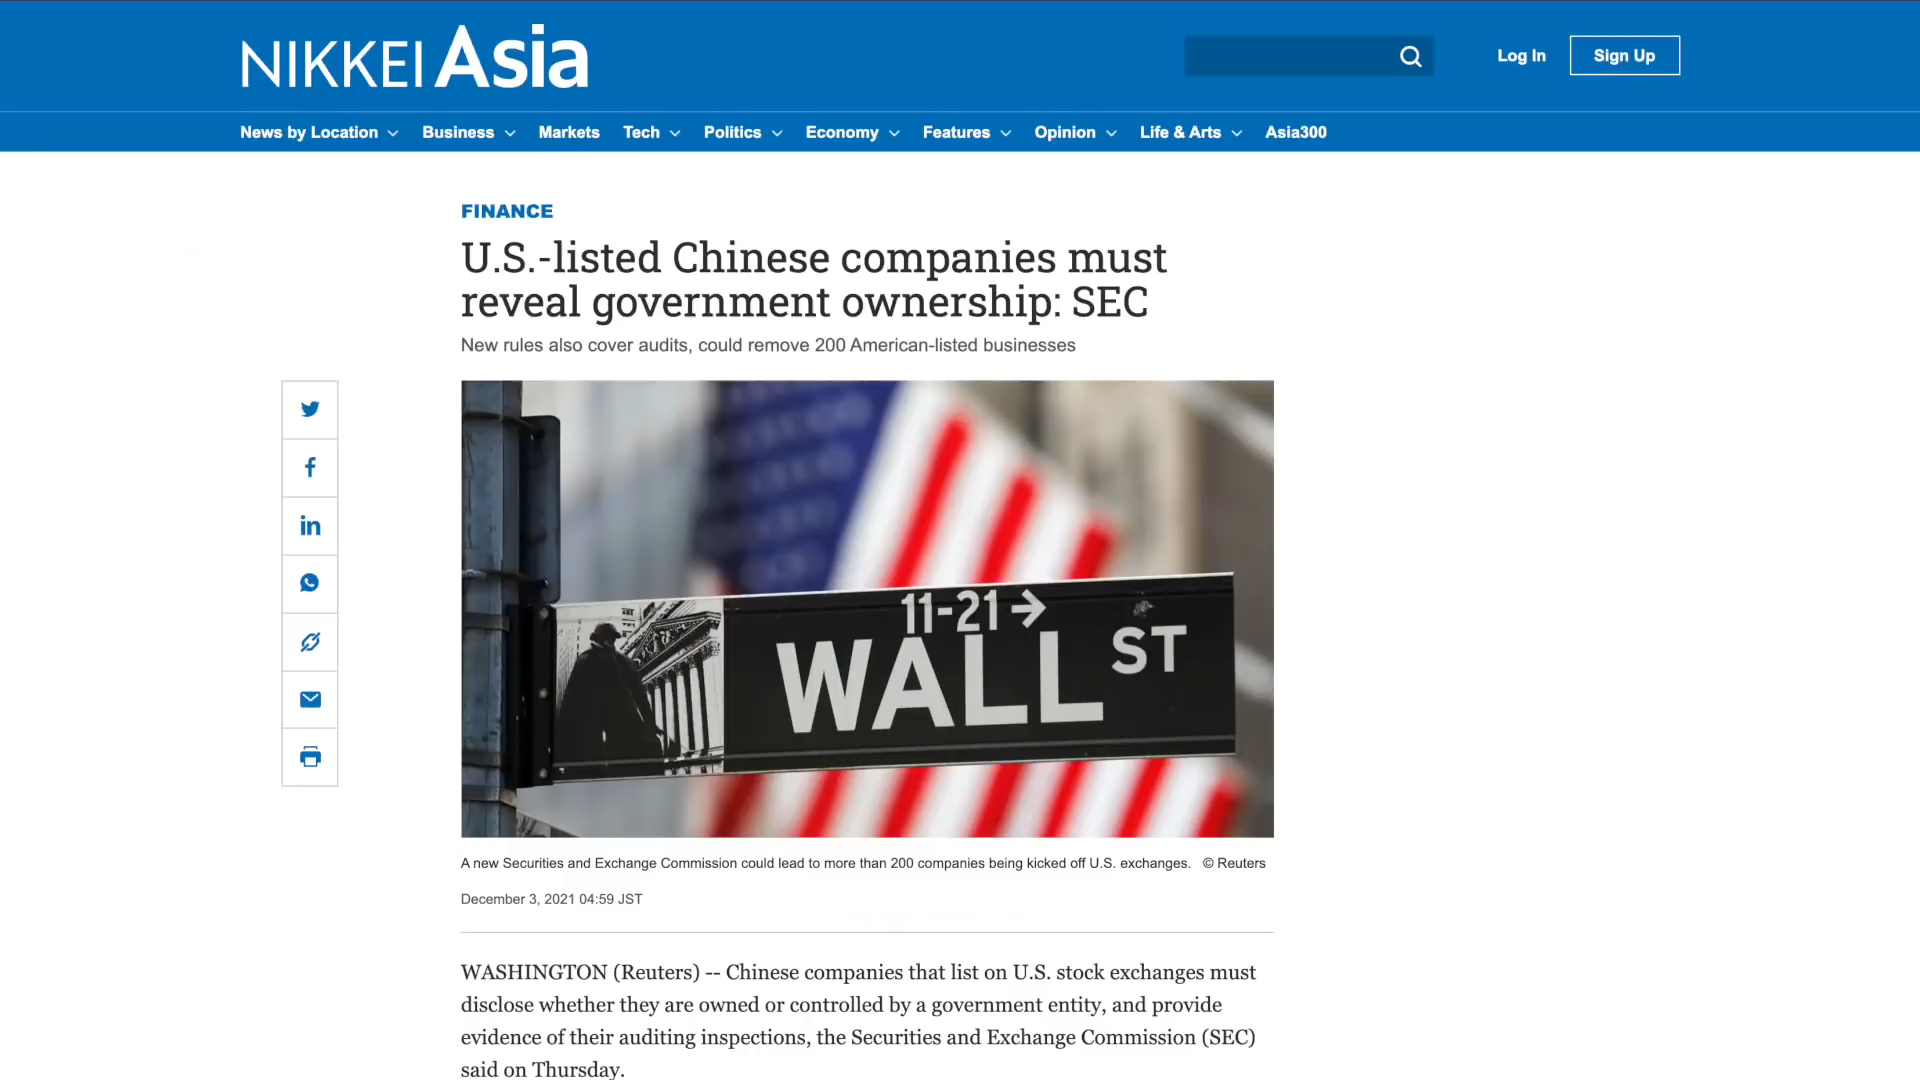 NIKKEI Asia
Log In
Sign Up
News by Location
Business
Markets
Tech
Politics
Economy
Features
Opinion
Life & Arts
Asia300
FINANCE
U.S.-listed Chinese companies must
reveal government ownership: SEC
New rules also cover audits, could remove 200 American-listed businesses
11-21→
WALL ST
A new Securities and Exchange Commission could lead to more than 200 companies being kicked off U.S. exchanges. © Reuters
December 3, 2021 04:59 JST
WASHINGTON (Reuters) -- Chinese companies that list on U.S. stock exchanges must
disclose whether they are owned or controlled by a government entity, and provide
evidence of their auditing inspections, the Securities and Exchange Commission (SEC)
said on Thursday.